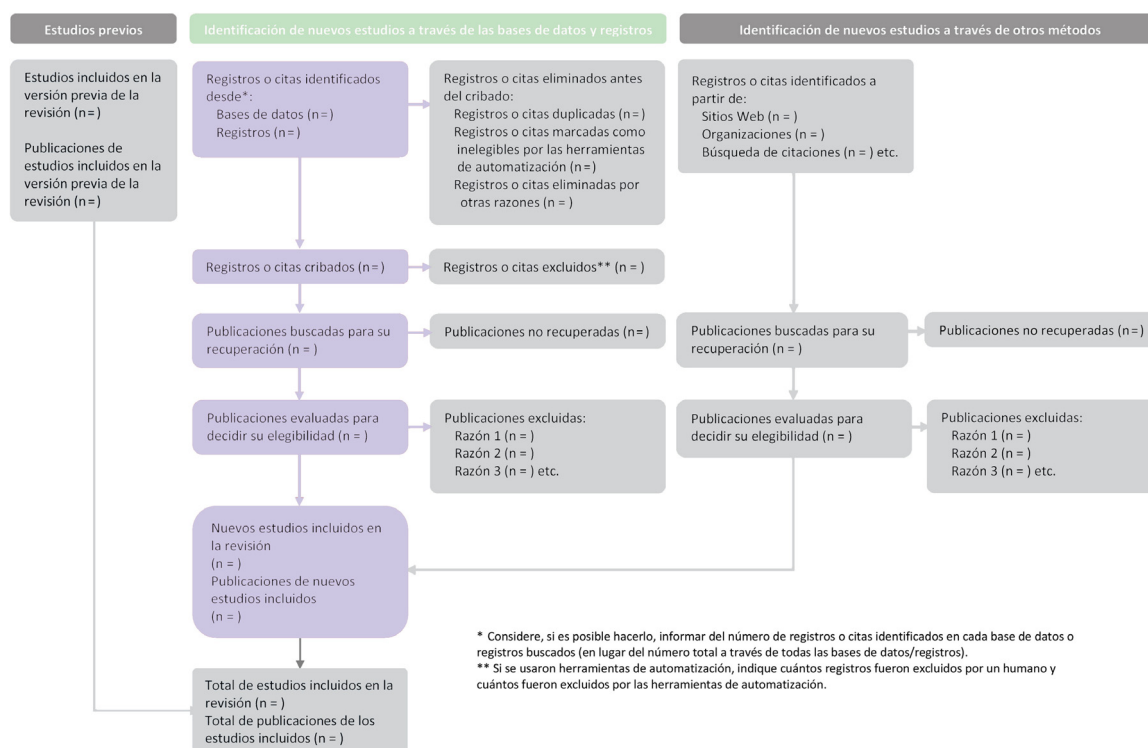 Estudios previos
Identificación de nuevos estudios a través de las bases de datos y registros
Identificación de nuevos estudios a través de otros métodos
Estudios incluidos en la
versión previa de la
revisión (n= )
Publicaciones de
estudios incluidos en la
versión previa de la
revisión (n= )
Registros o citas identificados
desde*:
Bases de datos (n= )
Registros (n= )
Registros o citas eliminados antes
del cribado:
Registros o citas duplicadas (n= )
Registros o citas marcadas como
inelegibles por las herramientas
de automatización (n= )
Registros o citas eliminadas por
otras razones (n = )
Registros o citas identificados a
partir de:
Sitios Web (n = )
Organizaciones (n = )
Búsqueda de citaciones (n = ) etc.
Registros o citas cribados (n= )
Registros o citas excluidos** (n = )
Publicaciones buscadas para su
recuperación (n = )
Publicaciones no recuperadas (n= )
Publicaciones buscadas para su
recuperación (n = )
Publicaciones no recuperadas (n= )
Publicaciones evaluadas para
decidir su elegibilidad (n = )
Publicaciones excluidas:
Razón 1 (n = )
Razón 2 (n = )
Razón 3 (n = ) etc.
Publicaciones evaluadas para
decidir su elegibilidad (n = )
Publicaciones excluidas:
Razón 1 (n = )
Razón 2 (n = )
Razón 3 (n = ) etc.
Nuevos estudios incluidos en
la revisión
(n = )
Publicaciones de nuevos
estudios incluidos
(n = )
* Considere, si es posible hacerlo, informar del número de registros o citas identificados en cada base de datos o
registros buscados (en lugar del número total a través de todas las bases de datos/registros).
** Si se usaron herramientas de automatización, indique cuántos registros fueron excluidos por un humano y
cuántos fueron excluidos por las herramientas de automatización.
Total de estudios incluidos en la
revisión (n = )
Total de publicaciones de los
estudios incluidos (n = )